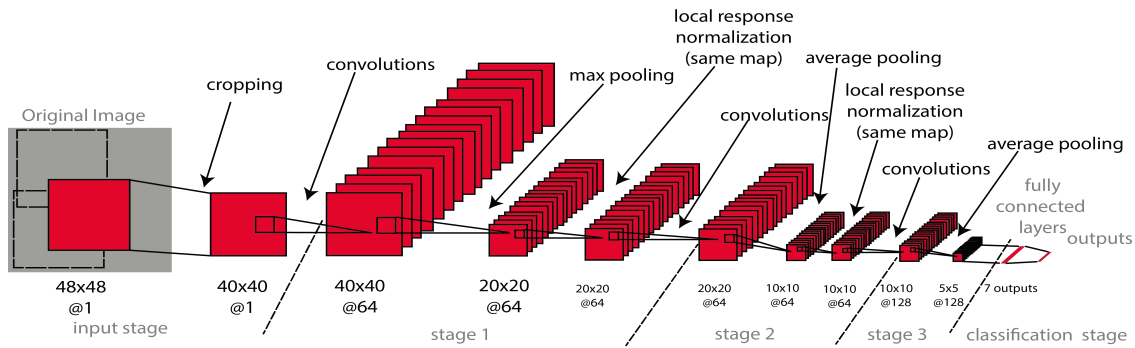 Original Image
cropping
convolutions
max pooling
local response
normalization
(same map)
convolutions
average pooling
local response
normalization
(same map)
convolutions
average pooling
fully
connected
layers
outputs
48x48
@1
40x40
@1
40x40
@64
20x20
@64
20x20
@64
20x20
@64
10x10
@64
10x10
@64
10x10
@128
5x5
@128
7 outputs
input stage
stage 1
stage 2
stage 3
classification stage